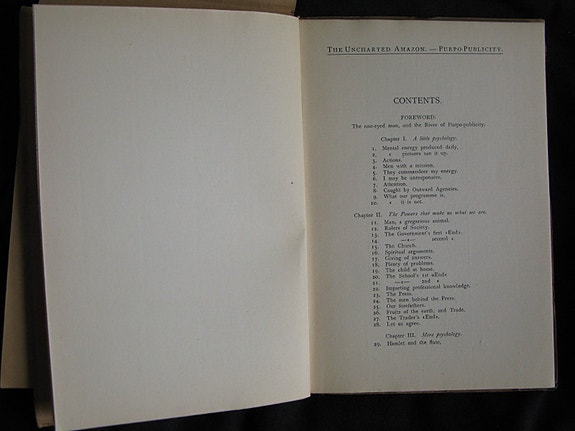 THE UNCHARTED AMAZON. — PURPO-PUBLICITY.
CONTENTS.
FOREWORD:
The one-eyed man, and the River of Purpo-publicity.
Chapter I. A little psychology.
1. Mental energy produced daily,
2. « pictures use it up.
3. Actions.
4. Men with a mission.
5. They commandeer my energy.
6. I may be unresponsive.
7. Attention.
8. Caught by Outward Agencies.
9. What our programme is.
10. « it is not.
Chapter II. The Powers that make us what we are.
11. Man, a gregarious animal.
12. Rulers of Society.
13. The Government's first «End».
14. —«— second «
15. The Church.
16. Spiritual arguments.
17. Giving of answers.
18. Plenty of problems.
19. The child at home.
20. The School's 1st «End»
21. —«— 2nd «
22. Imparting professional knowledge.
23. The Press.
24. The men behind the Press.
25. Our forefathers.
26. Fruits of the earth, and Trade.
27. The Trader's «End».
28. Let us agree.
Chapter III. More psychology.
29. Hamlet and the flute,